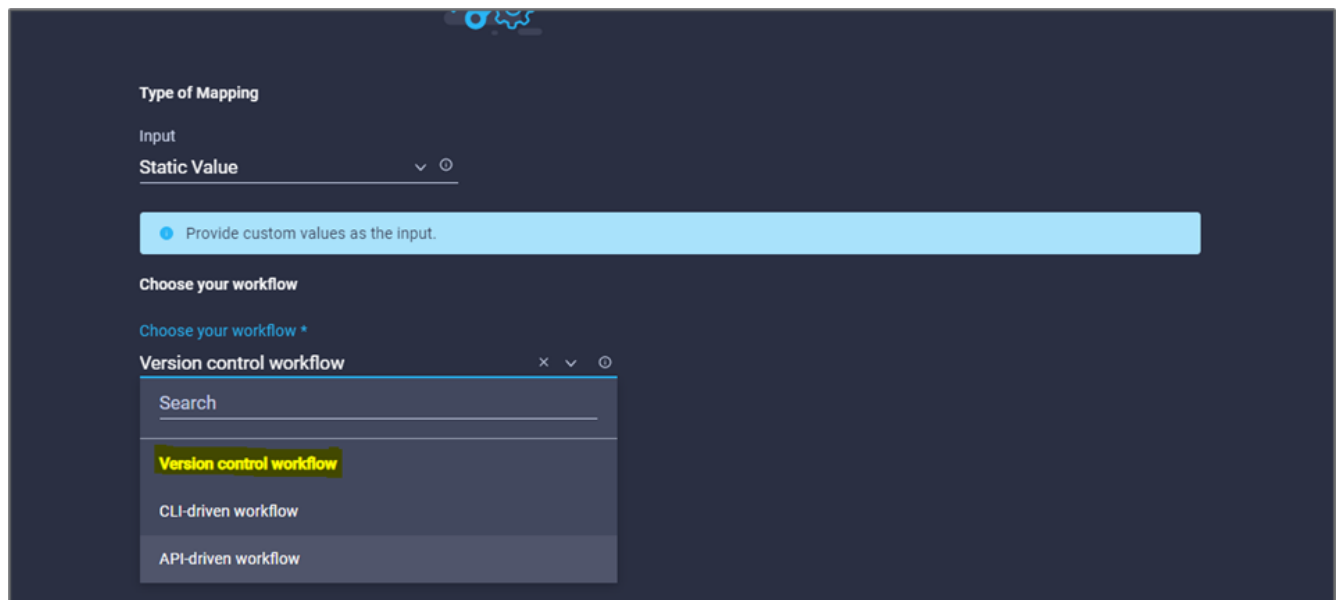 Type of Mapping
Input
Static Value
Provide custom values as the input.
Choose your workflow
Choose your workflow *
Version control workflow
Search
Version control workflow
CLI-driven workflow
API-driven workflow